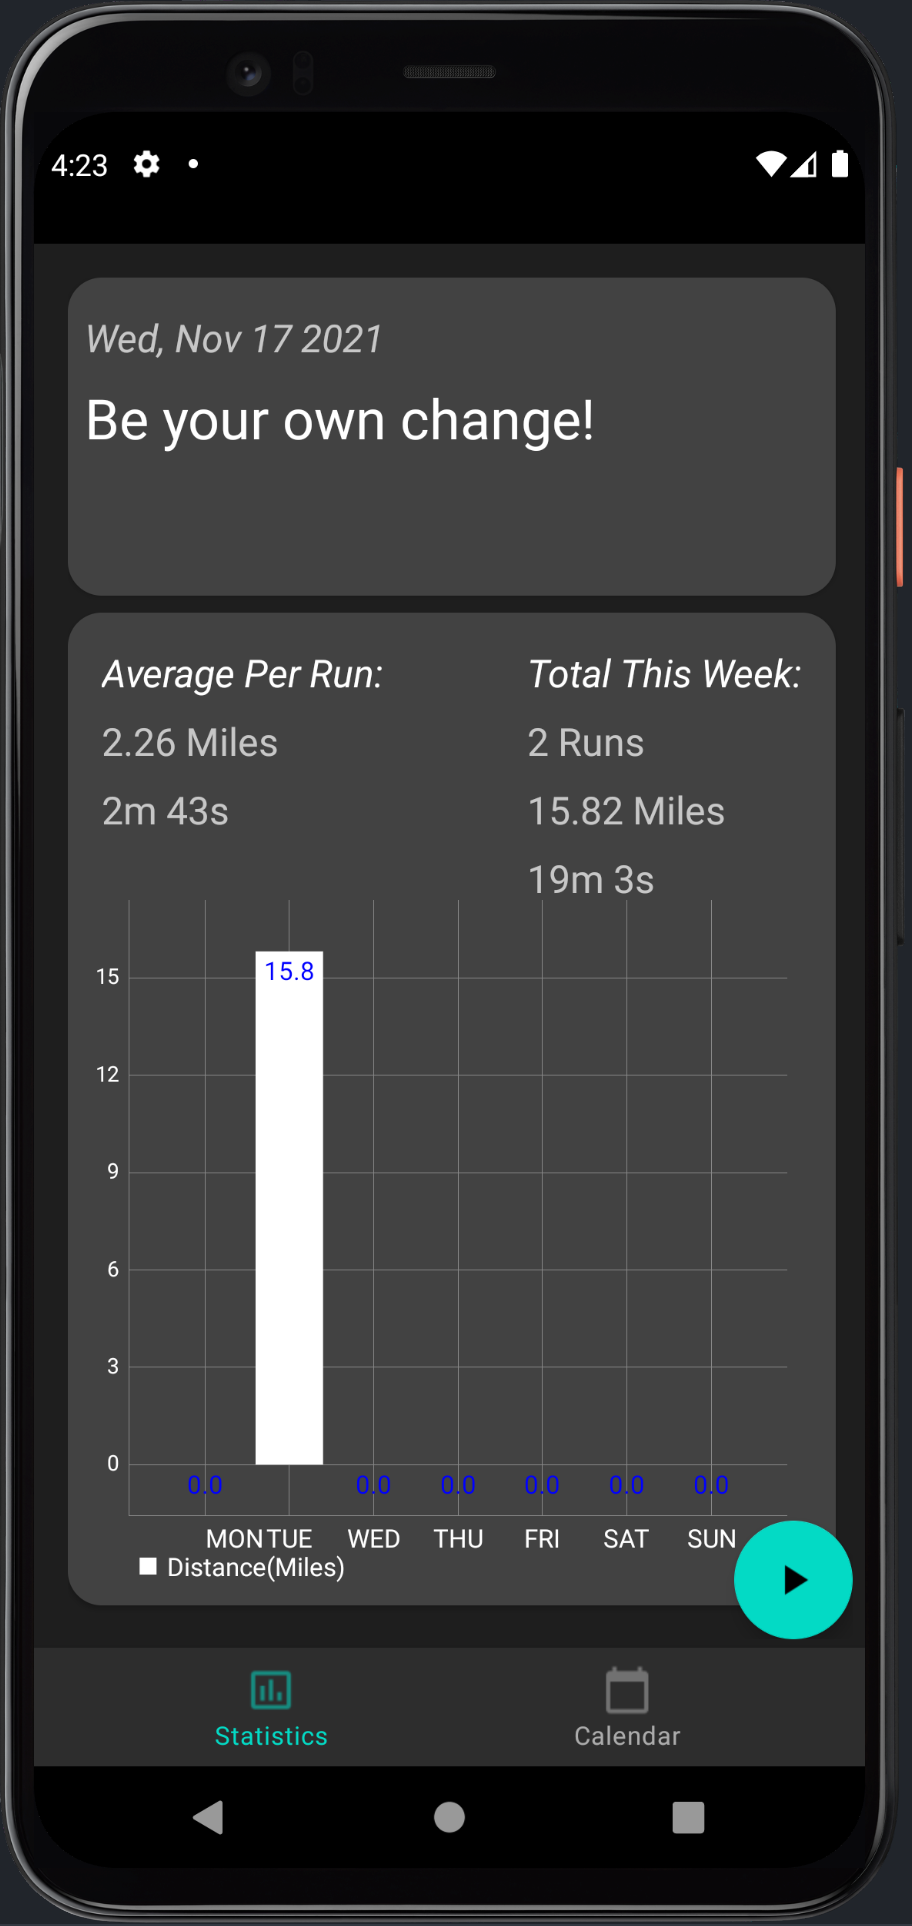 4:23
Wed, Nov 17 2021
Be your own change!
Average Per Run:
2.26 Miles
2m 43s
Total This Week:
2 Runs
15.82 Miles
19m 3s
15
12
9
6
3
0
15.8
0.0 0.0 0.0 0.0 0.0 0.0
MON TUE WED THU FRI SAT SUN
Distance(Miles)
Statistics
Calendar